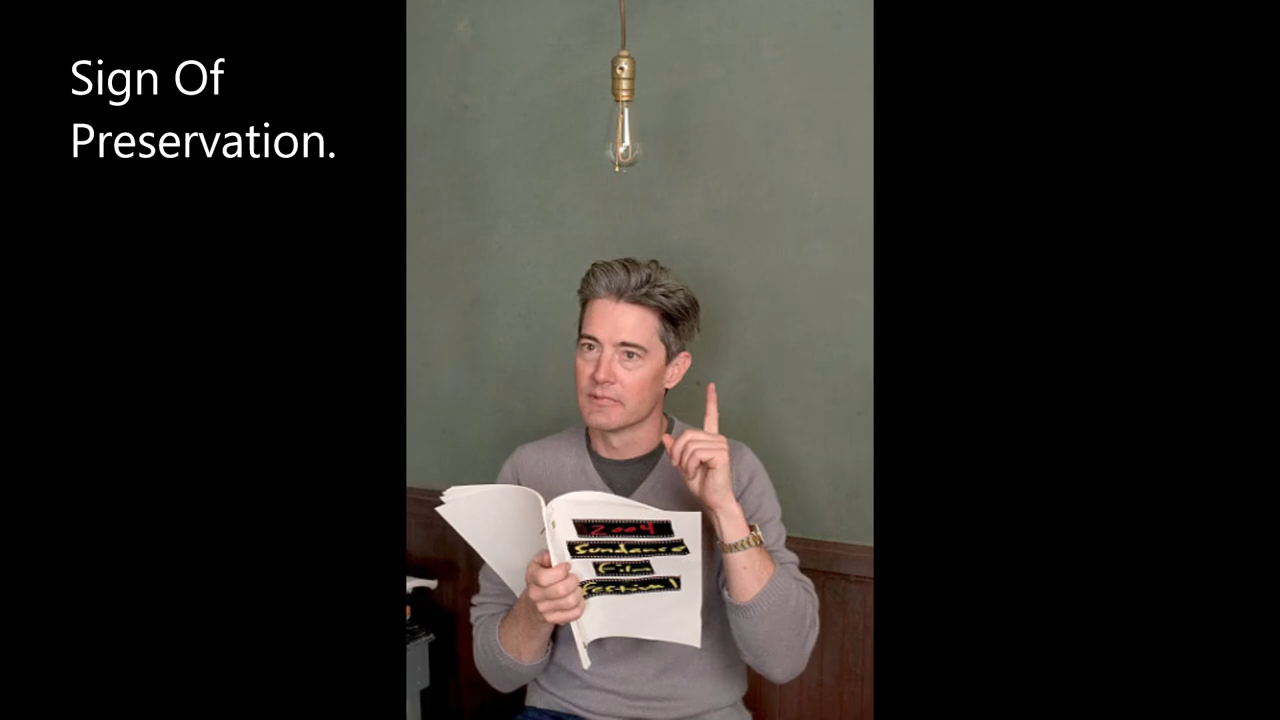 Sign Of
Preservation.
2004
Sundance
Film
Festival